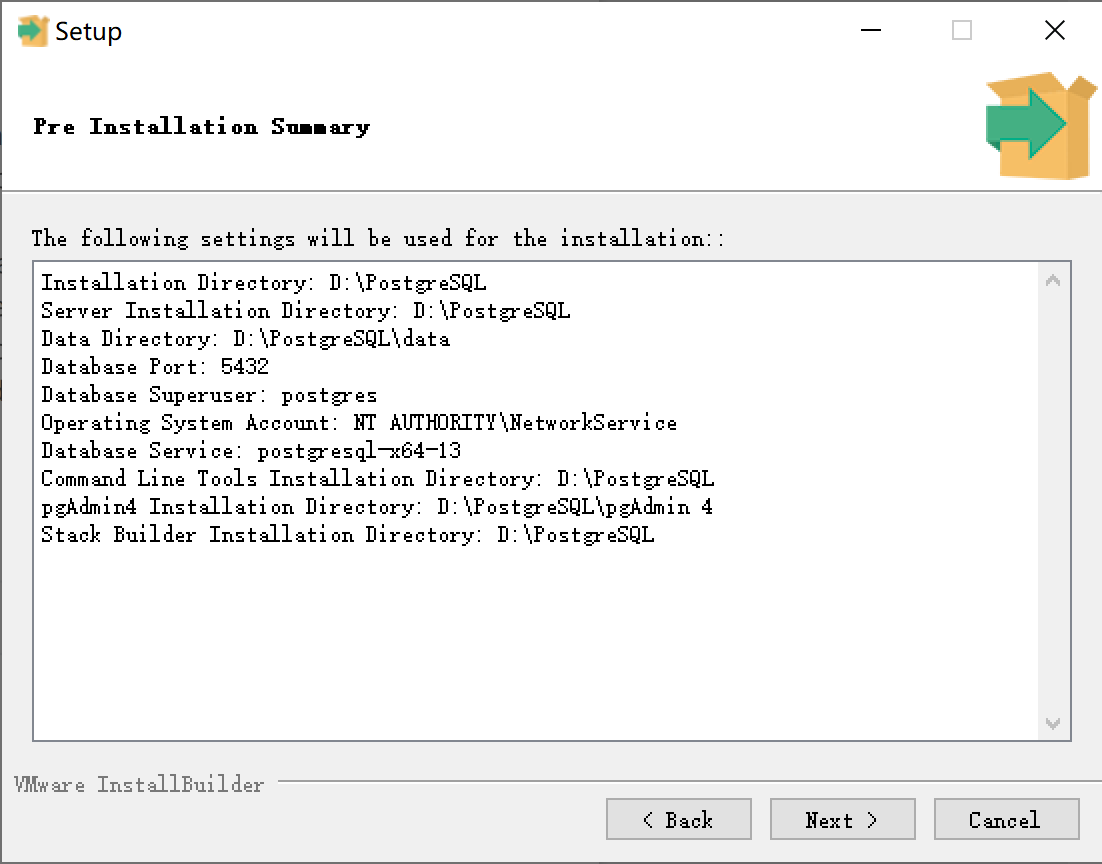 Setup
Pre Installation Summary
The following settings will be used for the installation::
Installation Directory: D:\PostgreSQL
Server Installation Directory: D:\PostgreSQL
Data Directory: D:\PostgreSQL\data
Database Port: 5432
Database Superuser: postgres
Operating System Account: NT AUTHORITY\NetworkService
Database Service: postgresql-x64-13
Command Line Tools Installation Directory: D:\PostgreSQL
pgAdmin4 Installation Directory: D:\PostgreSQL\pgAdmin 4
Stack Builder Installation Directory: D:\PostgreSQL
VMware InstallBuilder
< Back
Next >
Cancel